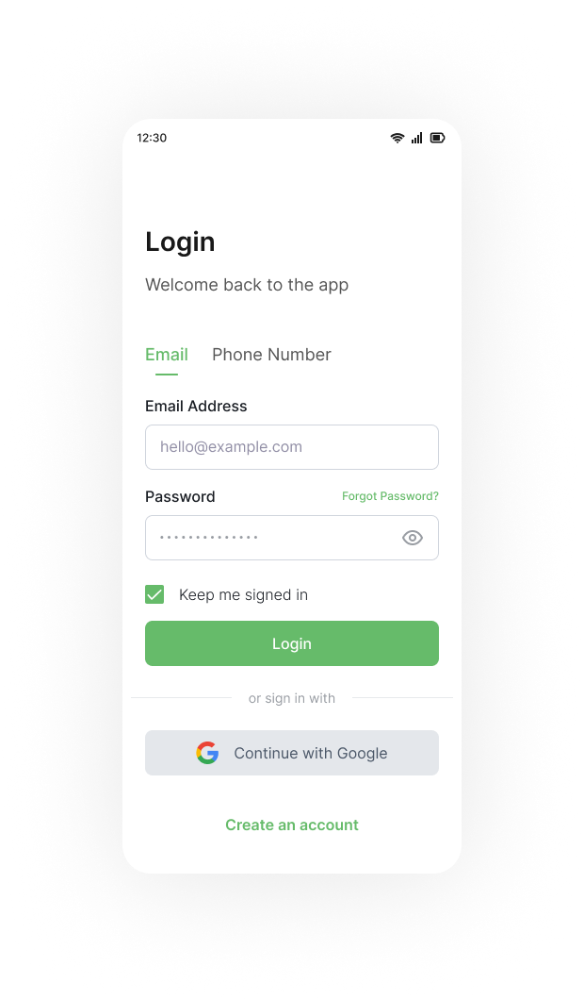 12:30
Login
Welcome back to the app
Email Phone Number
Email Address
hello@example.com
Password Forgot Password?
Keep me signed in
Login
or sign in with
Continue with Google
Create an account